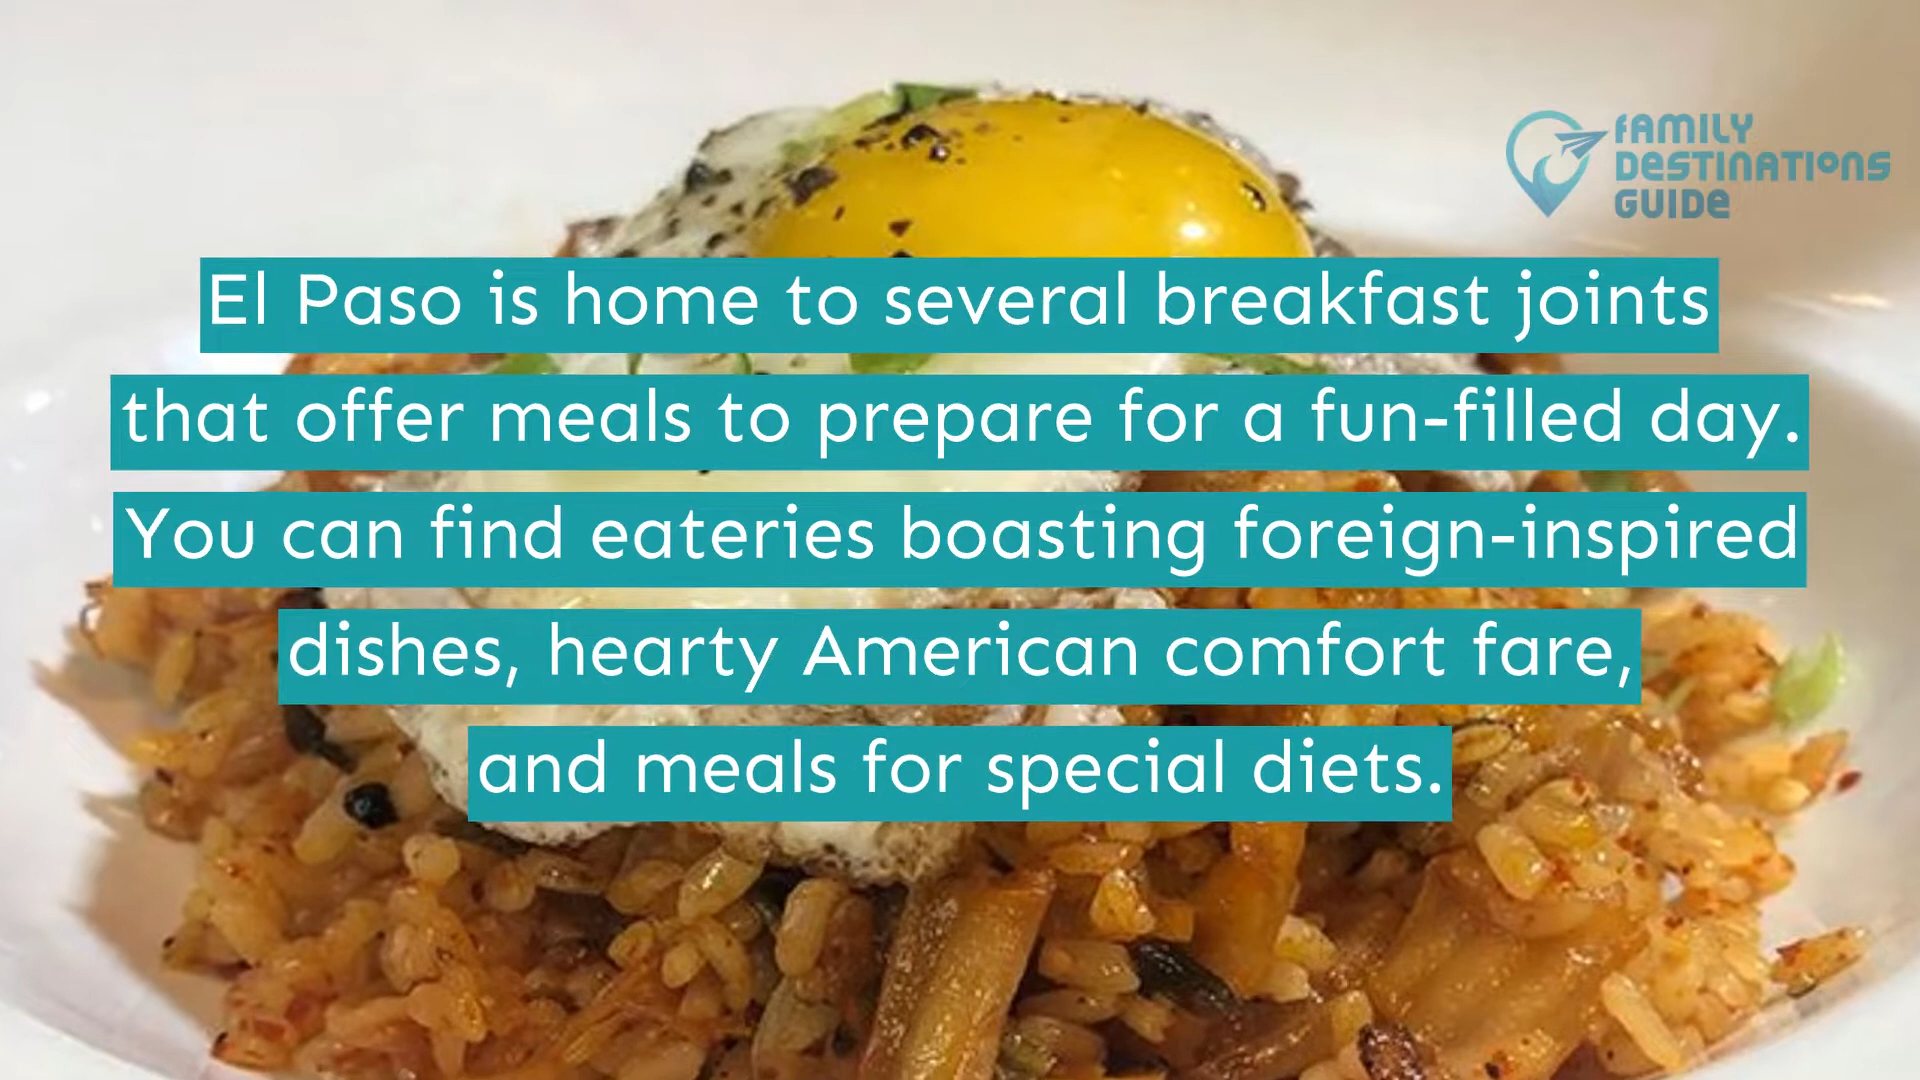 FAMILY
DESTINATIONS
GUIDE
El Paso is home to several breakfast joints
that offer meals to prepare for a fun-filled day.
You can find eateries boasting foreign-inspired
dishes, hearty American comfort fare,
and meals for special diets.